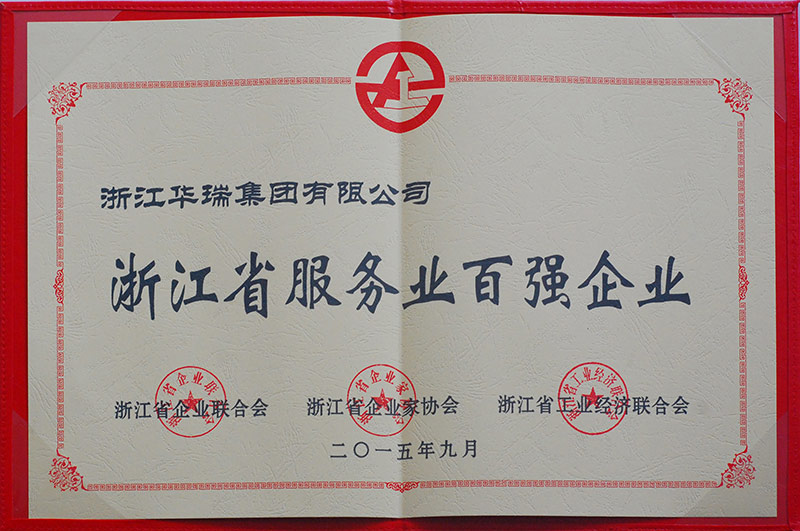 浙江华瑞集团有限公司
浙江省服务业百强企业
浙江省企业联合会 浙江省企业家协会 浙江省工业经济联合会
二〇一五年九月